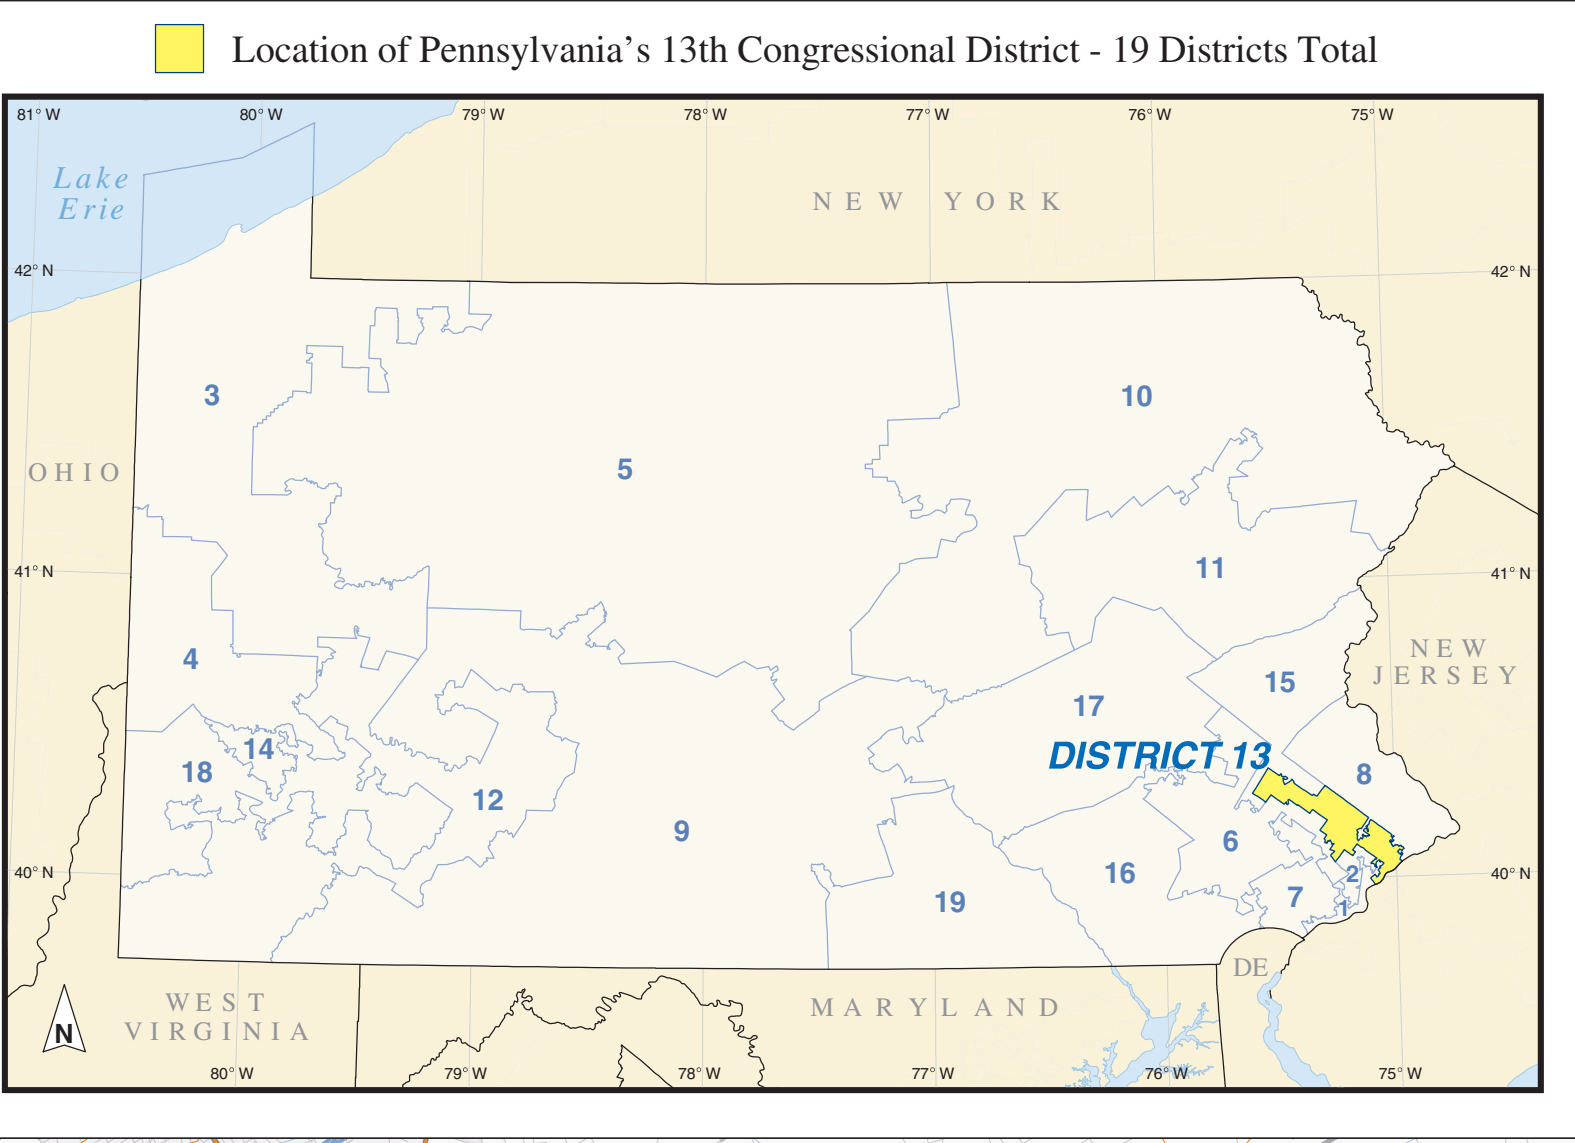 Location of Pennsylvania's 13th Congressional District - 19 Districts Total
81° W 80° W 79° W 78° W 77° W 76° W 75° W
Lake
Erie
NEW YORK
42° N 42° N
3 10
OHIO 5
41° N 11 41° N
4 NEW
JERSEY
15
17
14 DISTRICT 13
18 8
12
9 6
40° N 16 2 40° N
19 7 1
DE
WEST
VIRGINIA MARYLAND
N
80° W 79° W 78° W 77° W 76° W 75° W